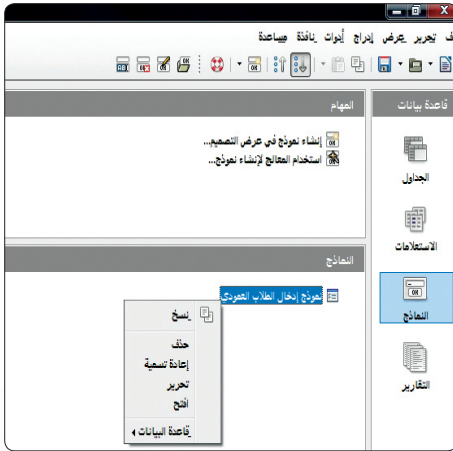 ف تحرير عرض إدراج أدوات نافذة مساعدة
قاعدة بيانات
الجداول
الاستعلامات
النماذج
التقارير
المهام
إنشاء نموذج في عرض التصميم...
استخدام المعالج لإنشاء نموذج...
النماذج
نموذج إدخال الطلاب العمودي
نسخ
حذف
إعادة تسمية
تحرير
افتح
قاعدة البيانات